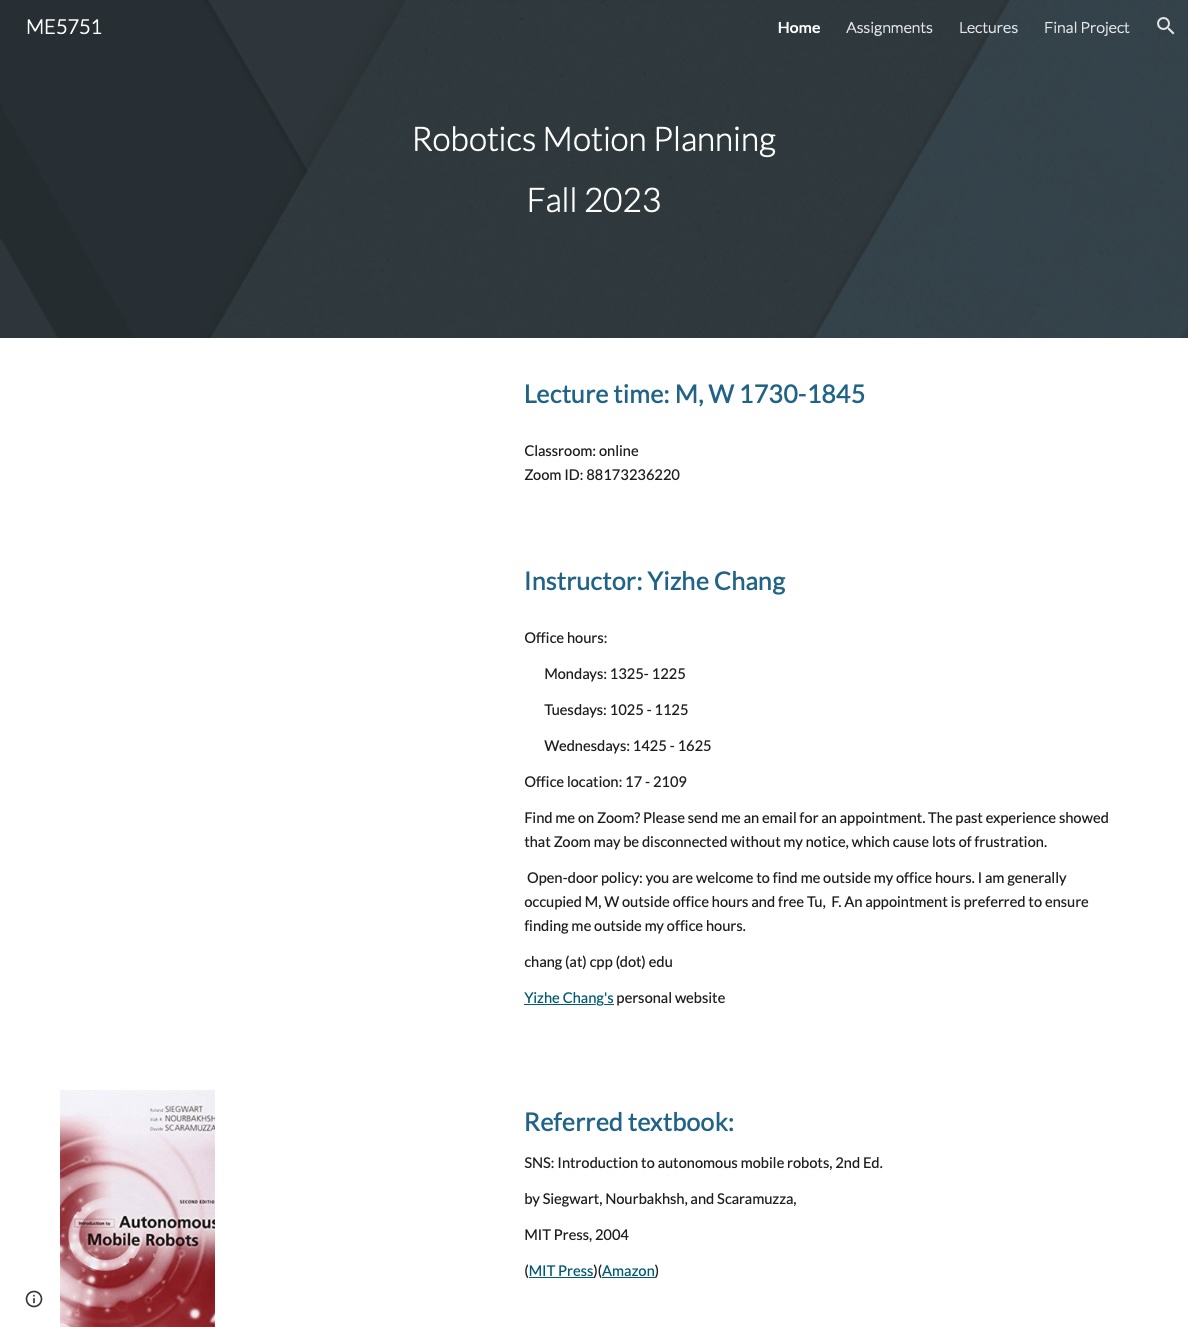 ME5751
Home
Assignments
Lectures
Final Project
Robotics Motion Planning
Fall 2023
Lecture time: M, W 1730-1845
Classroom: online
Zoom ID: 88173236220
Instructor: Yizhe Chang
Office hours:
Mondays: 1325- 1225
Tuesdays: 1025 - 1125
Wednesdays: 1425 - 1625
Office location: 17 - 2109
Find me on Zoom? Please send me an email for an appointment. The past experience showed
that Zoom may be disconnected without my notice, which cause lots of frustration.
Open-door policy: you are welcome to find me outside my office hours. I am generally
occupied M, W outside office hours and free Tu,  F. An appointment is preferred to ensure
finding me outside my office hours.
chang (at) cpp (dot) edu
Yizhe Chang's personal website
Roland SIEGWART
Illah R. NOURBAKHSH
Davide SCARAMUZZA
SECOND EDITIO
Introduction to Autonomous
Mobile Robots
Referred textbook:
SNS: Introduction to autonomous mobile robots, 2nd Ed.
by Siegwart, Nourbakhsh, and Scaramuzza,
MIT Press, 2004
(MIT Press)(Amazon)